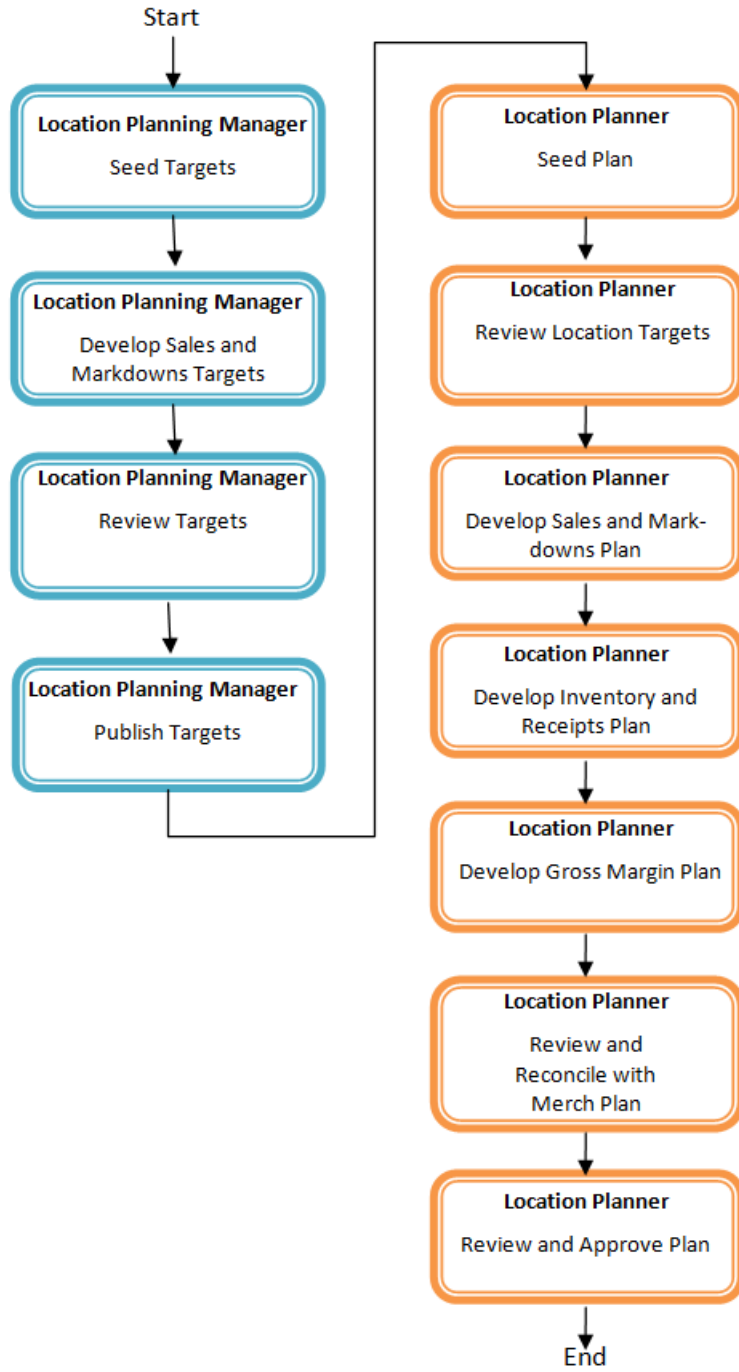 Start
Location Planning Manager
Seed Targets
Location Planning Manager
Develop Sales and
Markdowns Targets
Location Planning Manager
Review Targets
Location Planning Manager
Publish Targets
Location Planner
Seed Plan
Location Planner
Review Location Targets
Location Planner
Develop Sales and Mark-
downs Plan
Location Planner
Develop Inventory and
Receipts Plan
Location Planner
Develop Gross Margin Plan
Location Planner
Review and
Reconcile with
Merch Plan
Location Planner
Review and Approve Plan
End